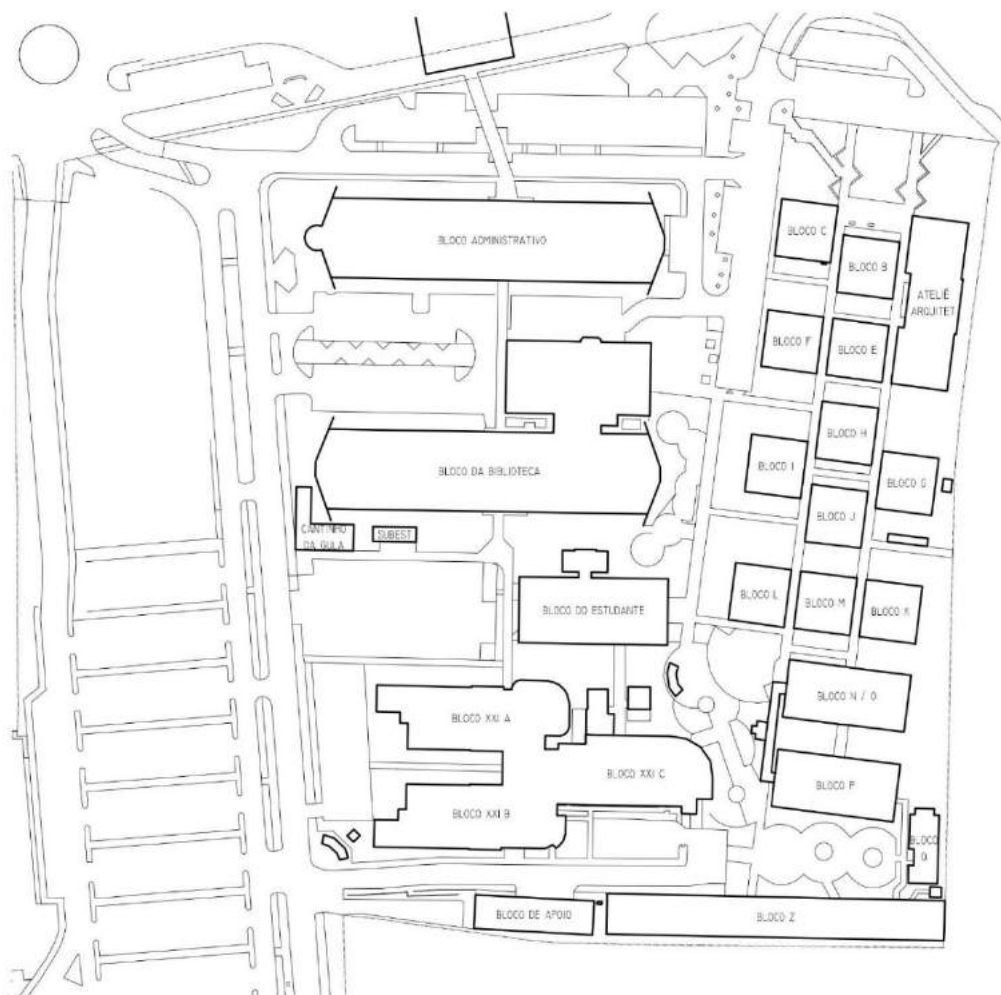 BLOCO C
BLOCO ADMINISTRATIVO
BLOCO B
ATELIÊ
ARQUITET
BLOCO F
BLOCO E
BLOCO H
BLOCO I
BLOCO DA BIBLIOTECA
BLOCO G
BLOCO J
CANTINHO
DA GULA
SUBEST
BLOCO L
BLOCO M
BLOCO K
BLOCO DO ESTUDANTE
BLOCO N / O
BLOCO XXI A
BLOCO XXI C
BLOCO P
BLOCO XXI B
BLOCO
Q
BLOCO DE APOIO
BLOCO Z